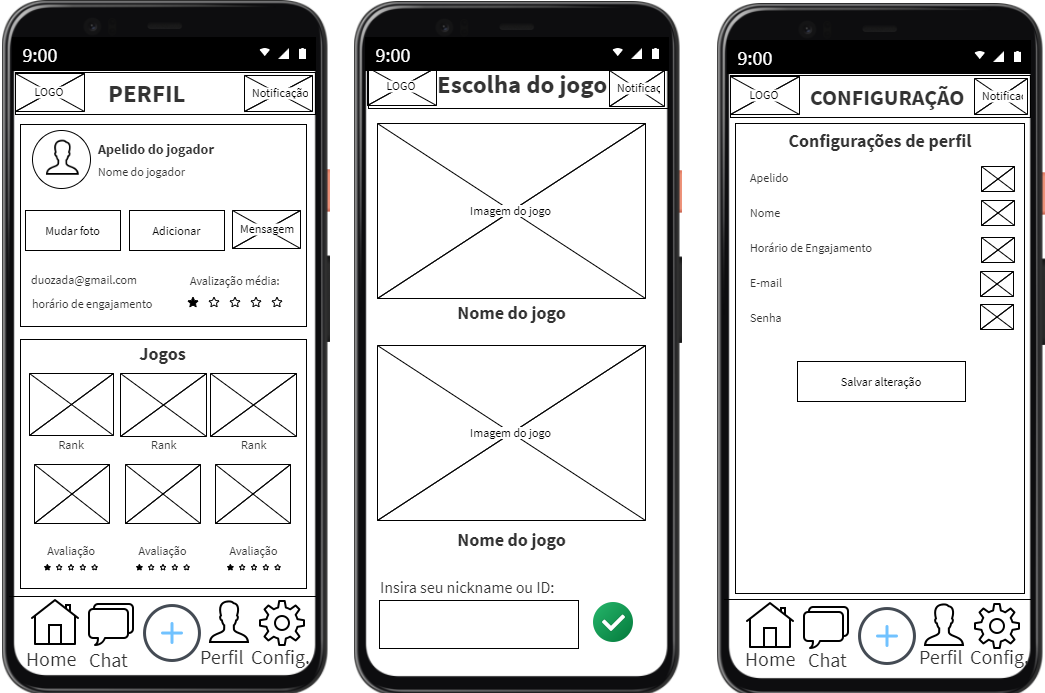 9:00
LOGO
PERFIL
Notificação
Apelido do jogador
Nome do jogador
Mudar foto
Adicionar
Mensagem
duozada@gmail.com
Avalização média:
horário de engajamento
Jogos
Rank
Rank
Rank
Avaliação
Avaliação
Avaliação
Home
Chat
Perfil
Config.
9:00
LOGO
Escolha do jogo
Notificaç
Imagem do jogo
Nome do jogo
Imagem do jogo
Nome do jogo
Insira seu nickname ou ID:
9:00
LOGO
CONFIGURAÇÃO
Notificaç
Configurações de perfil
Apelido
Nome
Horário de Engajamento
E-mail
Senha
Salvar alteração
Home
Chat
Perfil
Config.